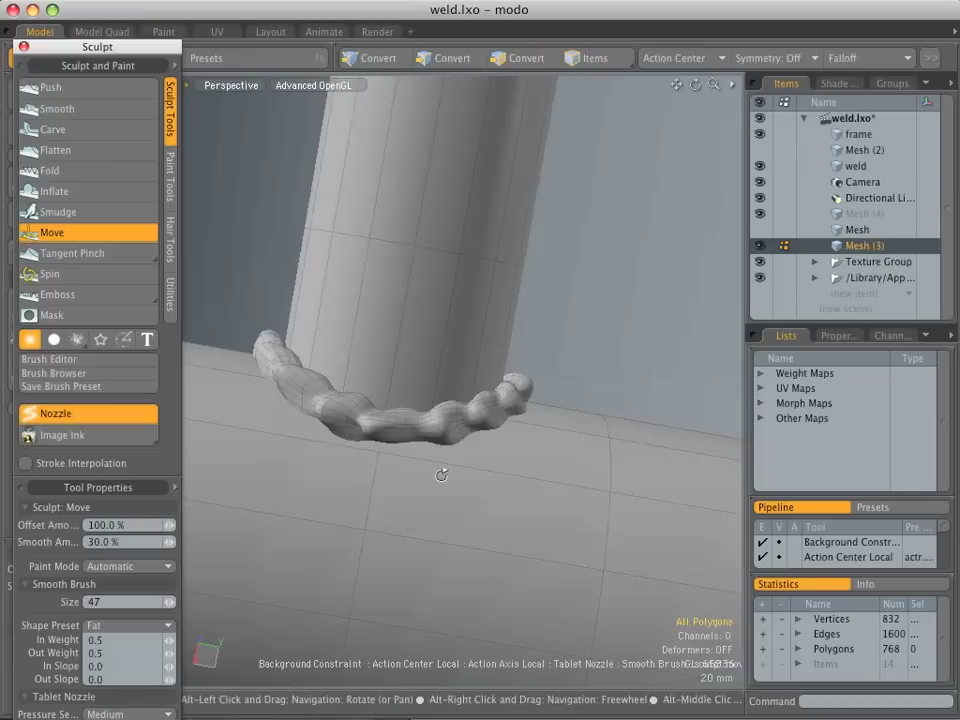 weld.lxo - modo
Model Model Quad Paint UV Layout Animate Render +
Sculpt
Presets Fs Convert Convert Convert Items Action Center Symmetry: Off Falloff >>
Sculpt and Paint
Push
Smooth
Carve
Flatten
Fold
Inflate
Smudge
Move
Tangent Pinch
Spin
Emboss
Mask
Sculpt Tools
Paint Tools
Hair Tools
Utilities
T
Brush Editor
Brush Browser
Save Brush Preset
Nozzle
Image Ink
Stroke Interpolation
Tool Properties
Sculpt: Move
Offset Amo... 100.0 %
Smooth Am... 30.0 %
Paint Mode Automatic
Smooth Brush
Size 47
Shape Preset Fat
In Weight 0.5
Out Weight 0.5
In Slope 0.0
Out Slope 0.0
Tablet Nozzle
Pressure Se... Medium
Perspective Advanced OpenGL
All Polygons
Channels: 0
Deformers: OFF
Background Constraint : Action Center Local : Action Axis Local : Tablet Nozzle : Smooth Brush
20 mm
Alt-Left Click and Drag: Navigation: Rotate (or Pan) ● Alt-Right Click and Drag: Navigation: Freewheel ● Alt-Middle Clic ...
Items Shade... Groups
Name
weld.lxo*
frame
Mesh (2)
weld
Camera
Directional Li...
Mesh (4)
Mesh
Mesh (3)
Texture Group
/Library/App...
(new item)
(new scene)
Lists Proper... Chann...
Name Type
Weight Maps
UV Maps
Morph Maps
Other Maps
Pipeline Presets
E V A Tool Pre ...
Background Constr...
Action Center Local actr....
Statistics Info
+ - Name Num Sel
+ - Vertices 832 ...
+ - Edges 1600 ...
+ - Polygons 768 0
+ - Items 14 ...
Command